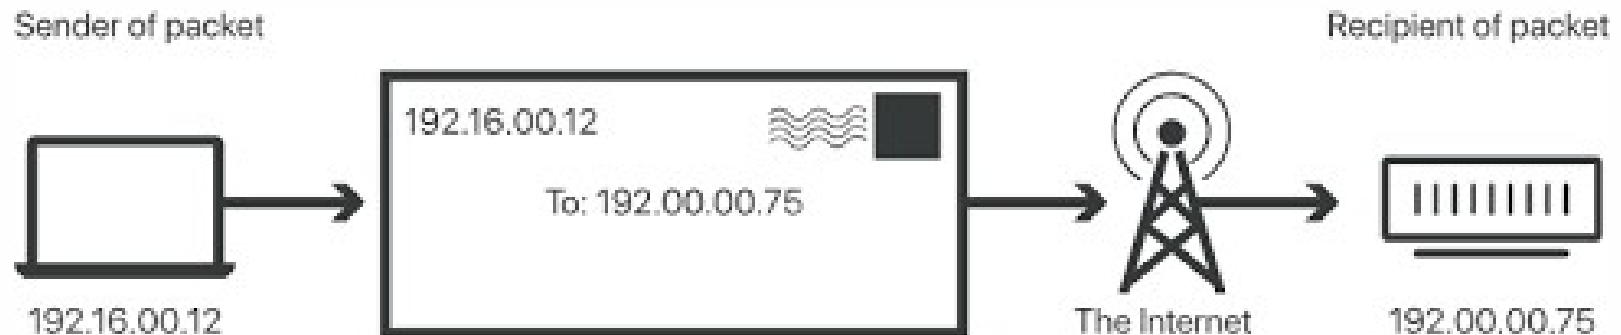 Sender of packet
Recipient of packet
192.16.00.12
To: 192.00.00.75
192.16.00.12
The Internet
192.00.00.75